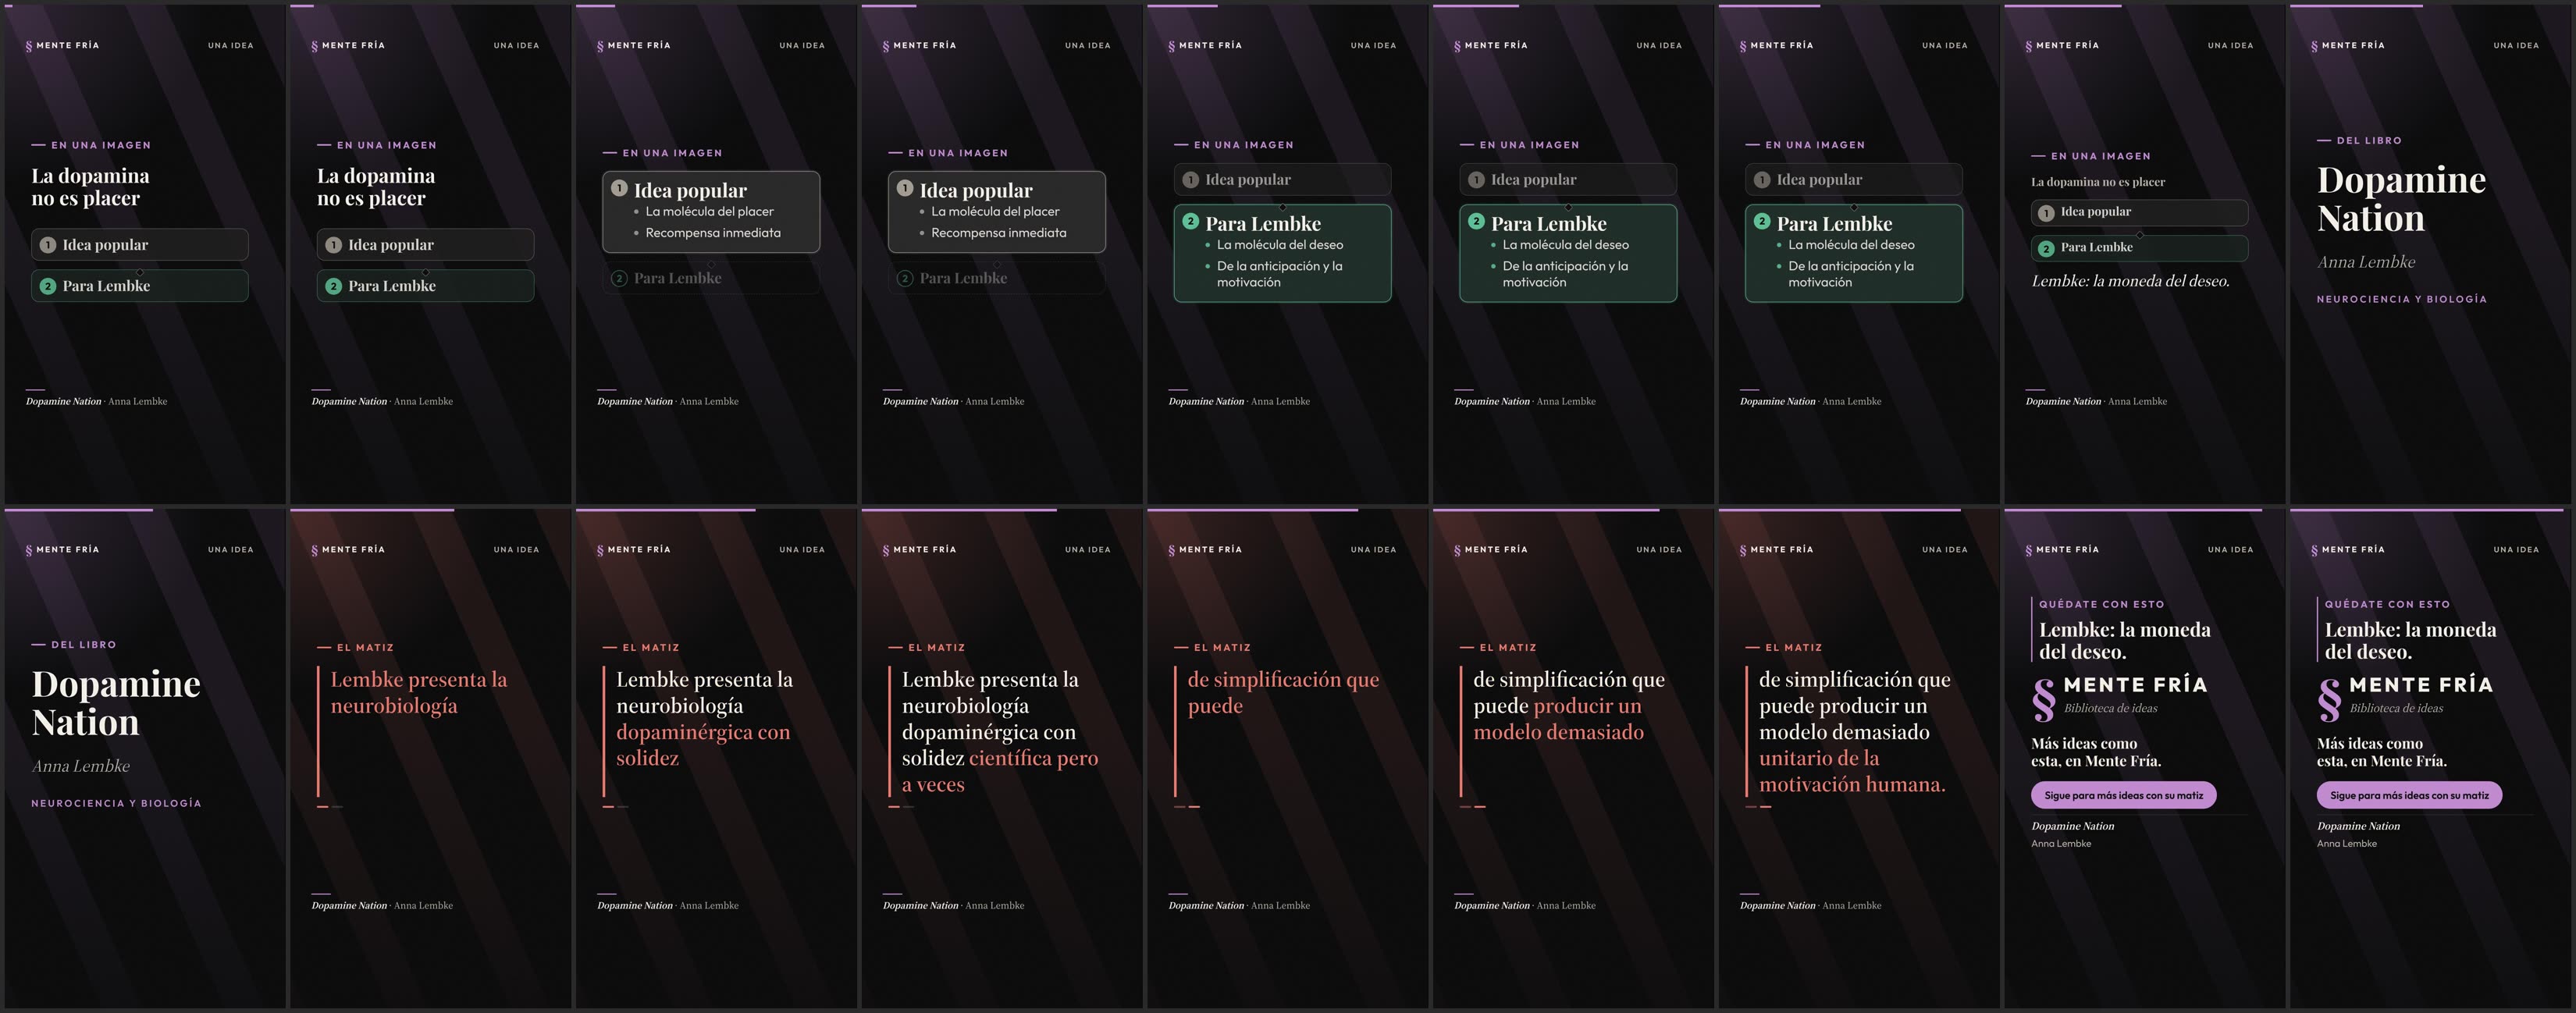 § MENTE FRÍA
UNA IDEA
EN UNA IMAGEN
La dopamina
no es placer
1 Idea popular
2 Para Lembke
Dopamine Nation · Anna Lembke
§ MENTE FRÍA
UNA IDEA
EN UNA IMAGEN
La dopamina
no es placer
1 Idea popular
2 Para Lembke
Dopamine Nation · Anna Lembke
§ MENTE FRÍA
UNA IDEA
EN UNA IMAGEN
1 Idea popular
• La molécula del placer
• Recompensa inmediata
2 Para Lembke
Dopamine Nation · Anna Lembke
§ MENTE FRÍA
UNA IDEA
EN UNA IMAGEN
1 Idea popular
• La molécula del placer
• Recompensa inmediata
2 Para Lembke
Dopamine Nation · Anna Lembke
§ MENTE FRÍA
UNA IDEA
EN UNA IMAGEN
1 Idea popular
2 Para Lembke
• La molécula del deseo
• De la anticipación y la
motivación
Dopamine Nation · Anna Lembke
§ MENTE FRÍA
UNA IDEA
EN UNA IMAGEN
1 Idea popular
2 Para Lembke
• La molécula del deseo
• De la anticipación y la
motivación
Dopamine Nation · Anna Lembke
§ MENTE FRÍA
UNA IDEA
EN UNA IMAGEN
1 Idea popular
2 Para Lembke
• La molécula del deseo
• De la anticipación y la
motivación
Dopamine Nation · Anna Lembke
§ MENTE FRÍA
UNA IDEA
EN UNA IMAGEN
La dopamina no es placer
1 Idea popular
2 Para Lembke
Lembke: la moneda del deseo.
Dopamine Nation · Anna Lembke
§ MENTE FRÍA
UNA IDEA
DEL LIBRO
Dopamine
Nation
Anna Lembke
NEUROCIENCIA Y BIOLOGÍA
§ MENTE FRÍA
UNA IDEA
DEL LIBRO
Dopamine
Nation
Anna Lembke
NEUROCIENCIA Y BIOLOGÍA
§ MENTE FRÍA
UNA IDEA
EL MATIZ
Lembke presenta la
neurobiología
Dopamine Nation · Anna Lembke
§ MENTE FRÍA
UNA IDEA
EL MATIZ
Lembke presenta la
neurobiología
dopaminérgica con
solidez
Dopamine Nation · Anna Lembke
§ MENTE FRÍA
UNA IDEA
EL MATIZ
Lembke presenta la
neurobiología
dopaminérgica con
solidez científica pero
a veces
Dopamine Nation · Anna Lembke
§ MENTE FRÍA
UNA IDEA
EL MATIZ
de simplificación que
puede
Dopamine Nation · Anna Lembke
§ MENTE FRÍA
UNA IDEA
EL MATIZ
de simplificación que
puede producir un
modelo demasiado
Dopamine Nation · Anna Lembke
§ MENTE FRÍA
UNA IDEA
EL MATIZ
de simplificación que
puede producir un
modelo demasiado
unitario de la
motivación humana.
Dopamine Nation · Anna Lembke
§ MENTE FRÍA
UNA IDEA
QUÉDATE CON ESTO
Lembke: la moneda
del deseo.
§ MENTE FRÍA
Biblioteca de ideas
Más ideas como
esta, en Mente Fría.
Sigue para más ideas con su matiz
Dopamine Nation
Anna Lembke
§ MENTE FRÍA
UNA IDEA
QUÉDATE CON ESTO
Lembke: la moneda
del deseo.
§ MENTE FRÍA
Biblioteca de ideas
Más ideas como
esta, en Mente Fría.
Sigue para más ideas con su matiz
Dopamine Nation
Anna Lembke